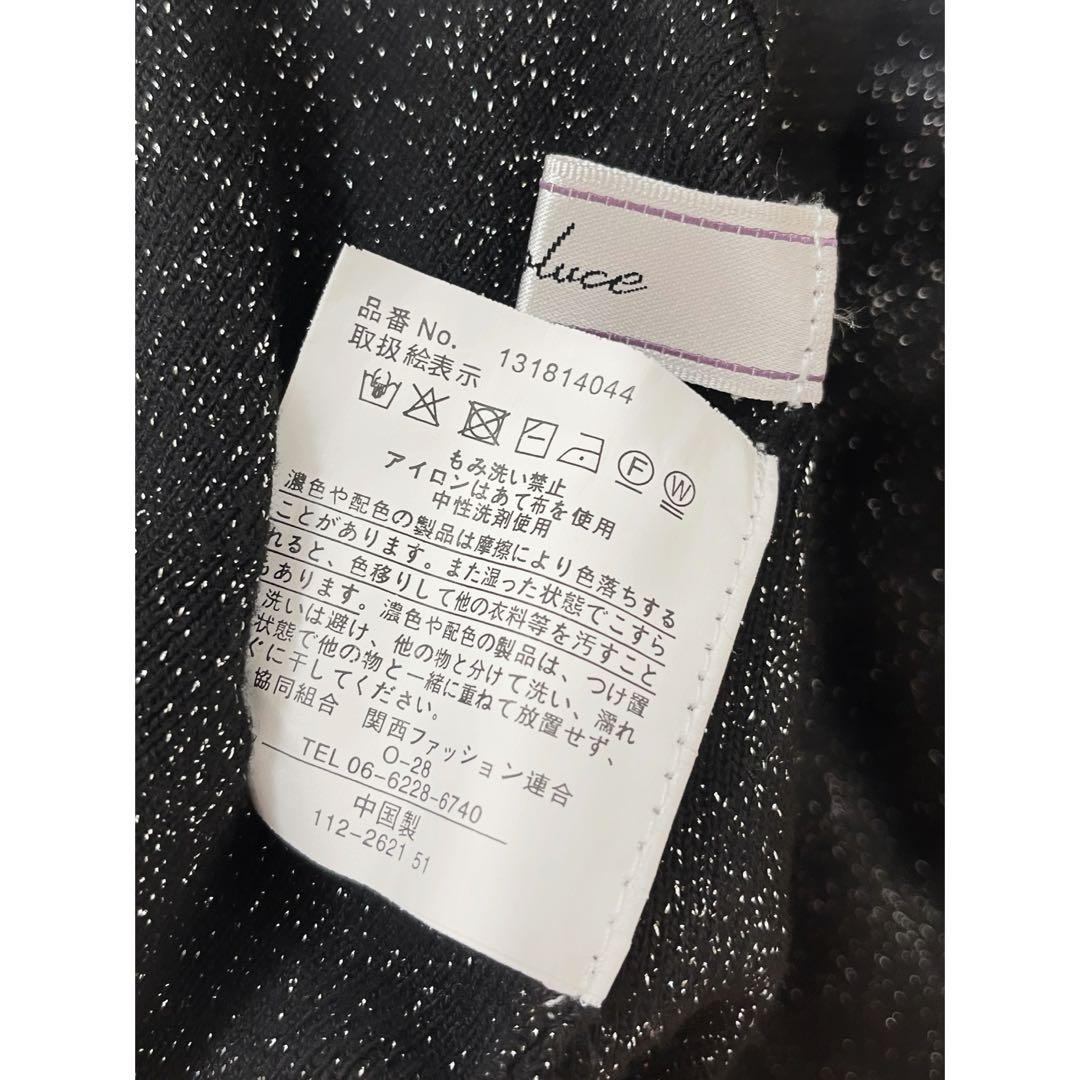 luce
品番 No. 131814044
取扱絵表示
F W
もみ洗い禁止
アイロンはあて布を使用
中性洗剤使用
濃色や配色の製品は摩擦により色落ちする
ことがあります。また湿った状態でこすら
れると、色移りして他の衣料等を汚すこと
もあります。濃色や配色の製品は、つけ置
洗いは避け、他の物と分けて洗い、濡れ
状態で他の物と一緒に重ねて放置せず、
ぐに干してください。
協同組合 関西ファッション連合
O-28
TEL 06-6228-6740
中国製
112-2621 51